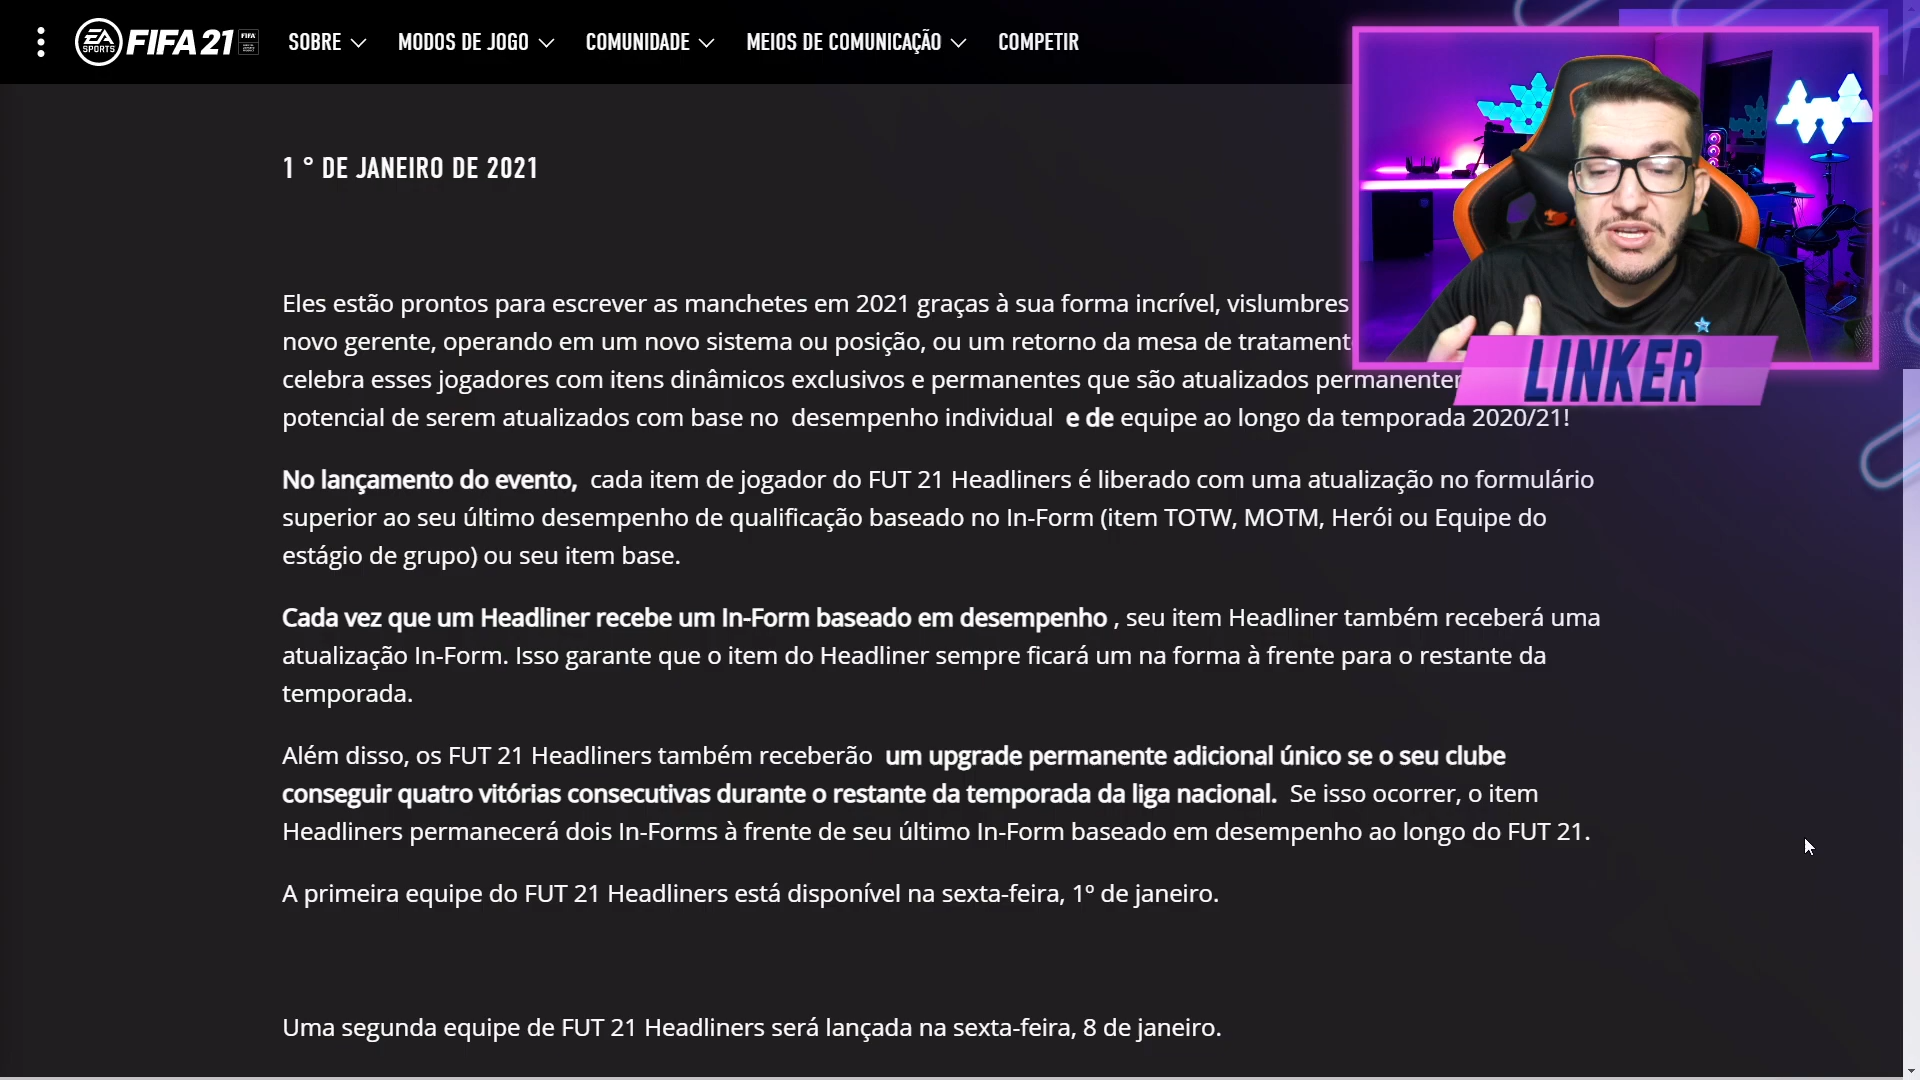 EA SPORTS FIFA 21 SOBRE MODOS DE JOGO COMUNIDADE MEIOS DE COMUNICAÇÃO COMPETIR
1 ° DE JANEIRO DE 2021
Eles estão prontos para escrever as manchetes em 2021 graças à sua forma incrível, vislumbres
novo gerente, operando em um novo sistema ou posição, ou um retorno da mesa de
celebra esses jogadores com itens dinâmicos exclusivos e permanentes que são atualizados
potencial de serem atualizados com base no desempenho individual e de equipe ao longo da temporada 2020/21!
LINKER
No lançamento do evento, cada item de jogador do FUT 21 Headliners é liberado com uma atualização no formulário
superior ao seu último desempenho de qualificação baseado no In-Form (item TOTW, MOTM, Herói ou Equipe do
estágio de grupo) ou seu item base.
Cada vez que um Headliner recebe um In-Form baseado em desempenho , seu item Headliner também receberá uma
atualização In-Form. Isso garante que o item do Headliner sempre ficará um na forma à frente para o restante da
temporada.
Além disso, os FUT 21 Headliners também receberão um upgrade permanente adicional único se o seu clube
conseguir quatro vitórias consecutivas durante o restante da temporada da liga nacional. Se isso ocorrer, o item
Headliners permanecerá dois In-Forms à frente de seu último In-Form baseado em desempenho ao longo do FUT 21.
A primeira equipe do FUT 21 Headliners está disponível na sexta-feira, 1º de janeiro.
Uma segunda equipe de FUT 21 Headliners será lançada na sexta-feira, 8 de janeiro.